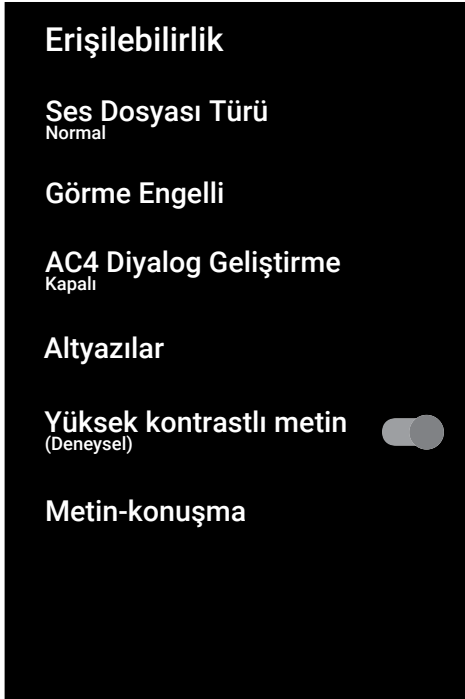 Erişilebilirlik
Ses Dosyası Türü
Normal
Görme Engelli
AC4 Diyalog Geliştirme
Kapalı
Altyazılar
Yüksek kontrastlı metin
(Deneysel)
Metin-konuşma